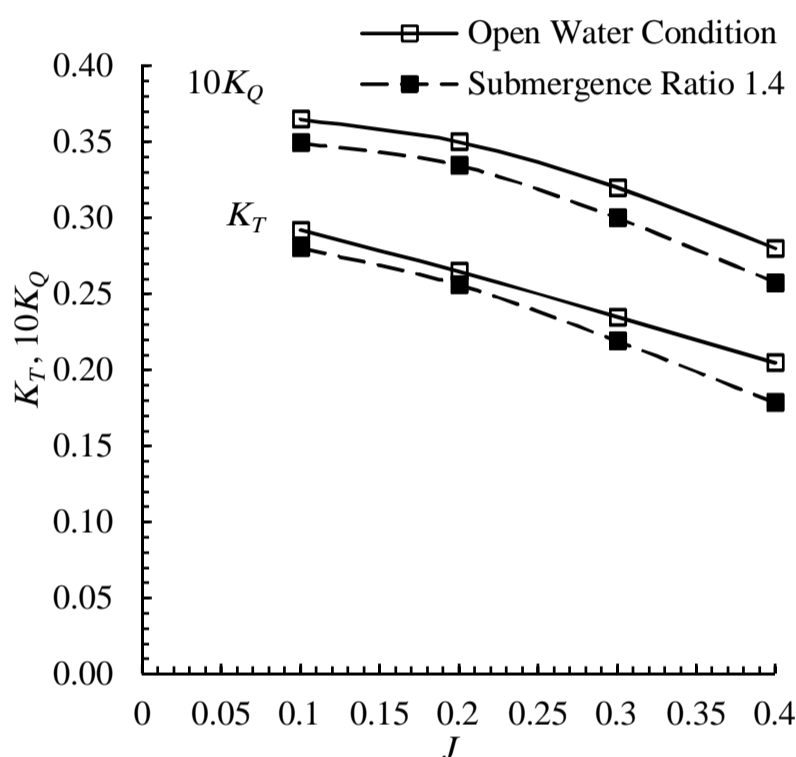 Open Water Condition
Submergence Ratio 1.4
10K_Q
K_T
K_T, 10K_Q
0.40
0.35
0.30
0.25
0.20
0.15
0.10
0.05
0.00
0 0.05 0.1 0.15 0.2 0.25 0.3 0.35 0.4
J